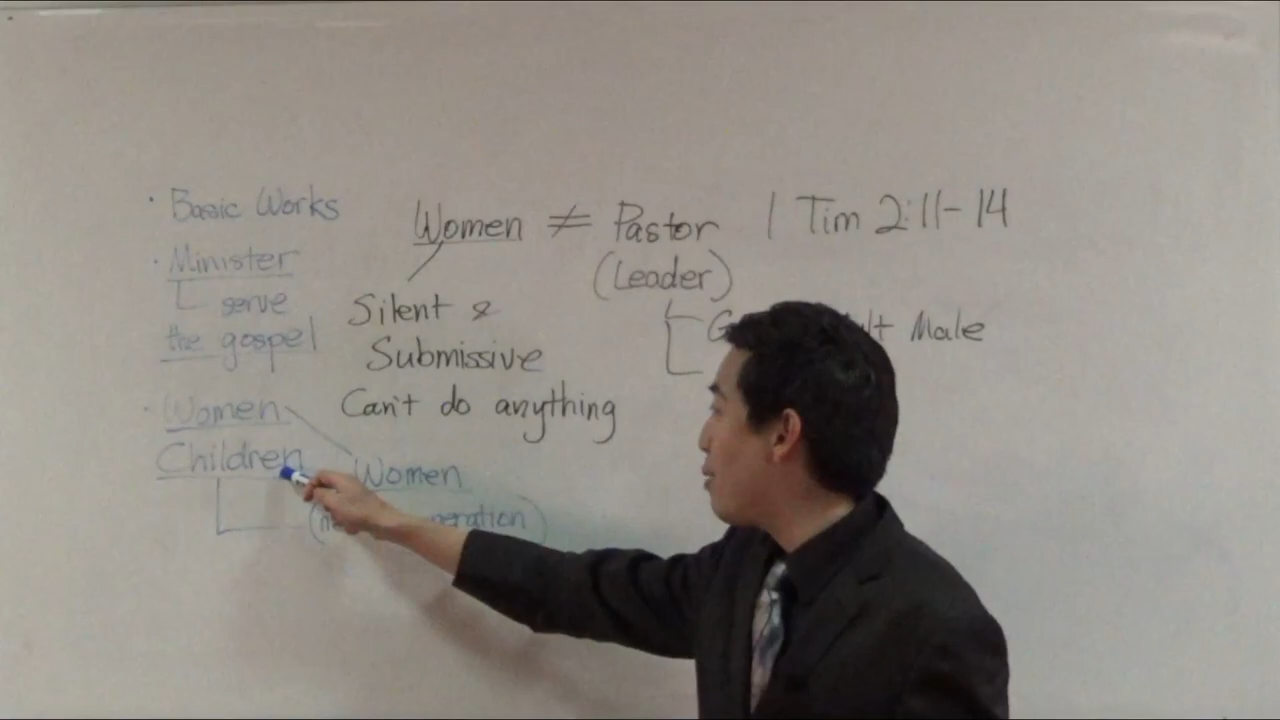 · Basic Works
· Minister
serve
the gospel
· Women
Children
Women ≠ Pastor 1 Tim 2:11-14
(Leader)
Silent &
Submissive
Can't do anything
Male
Women